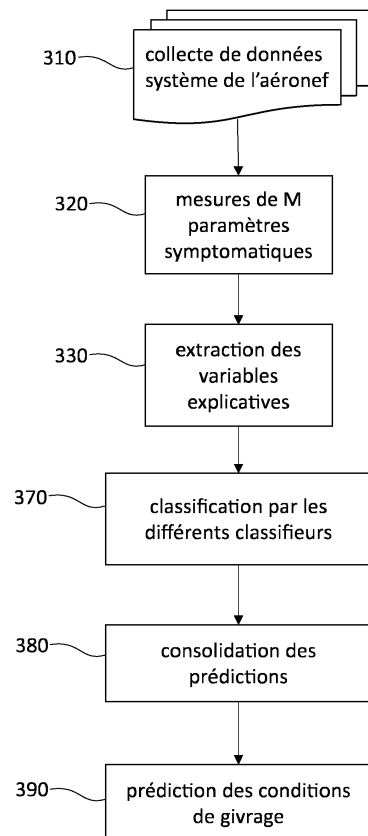 310
collecte de données
système de l'aéronef
320
mesures de M
paramètres
symptomatiques
330
extraction des
variables
explicatives
370
classification par les
différents classifieurs
380
consolidation des
prédictions
390
prédiction des conditions
de givrage